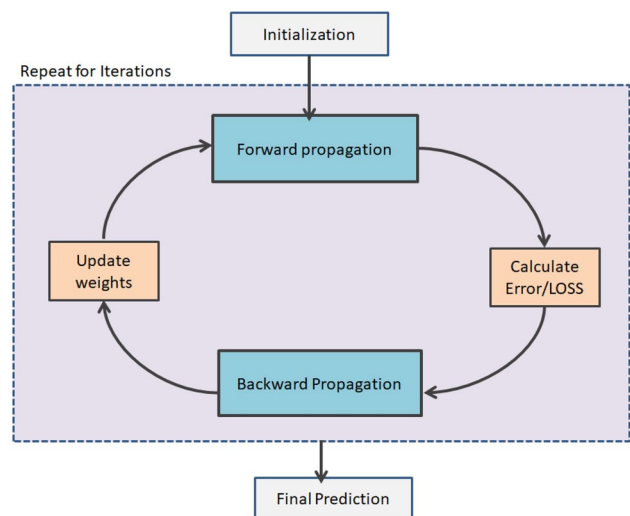 Initialization
Repeat for Iterations
Forward propagation
Update
weights
Calculate
Error/LOSS
Backward Propagation
Final Prediction